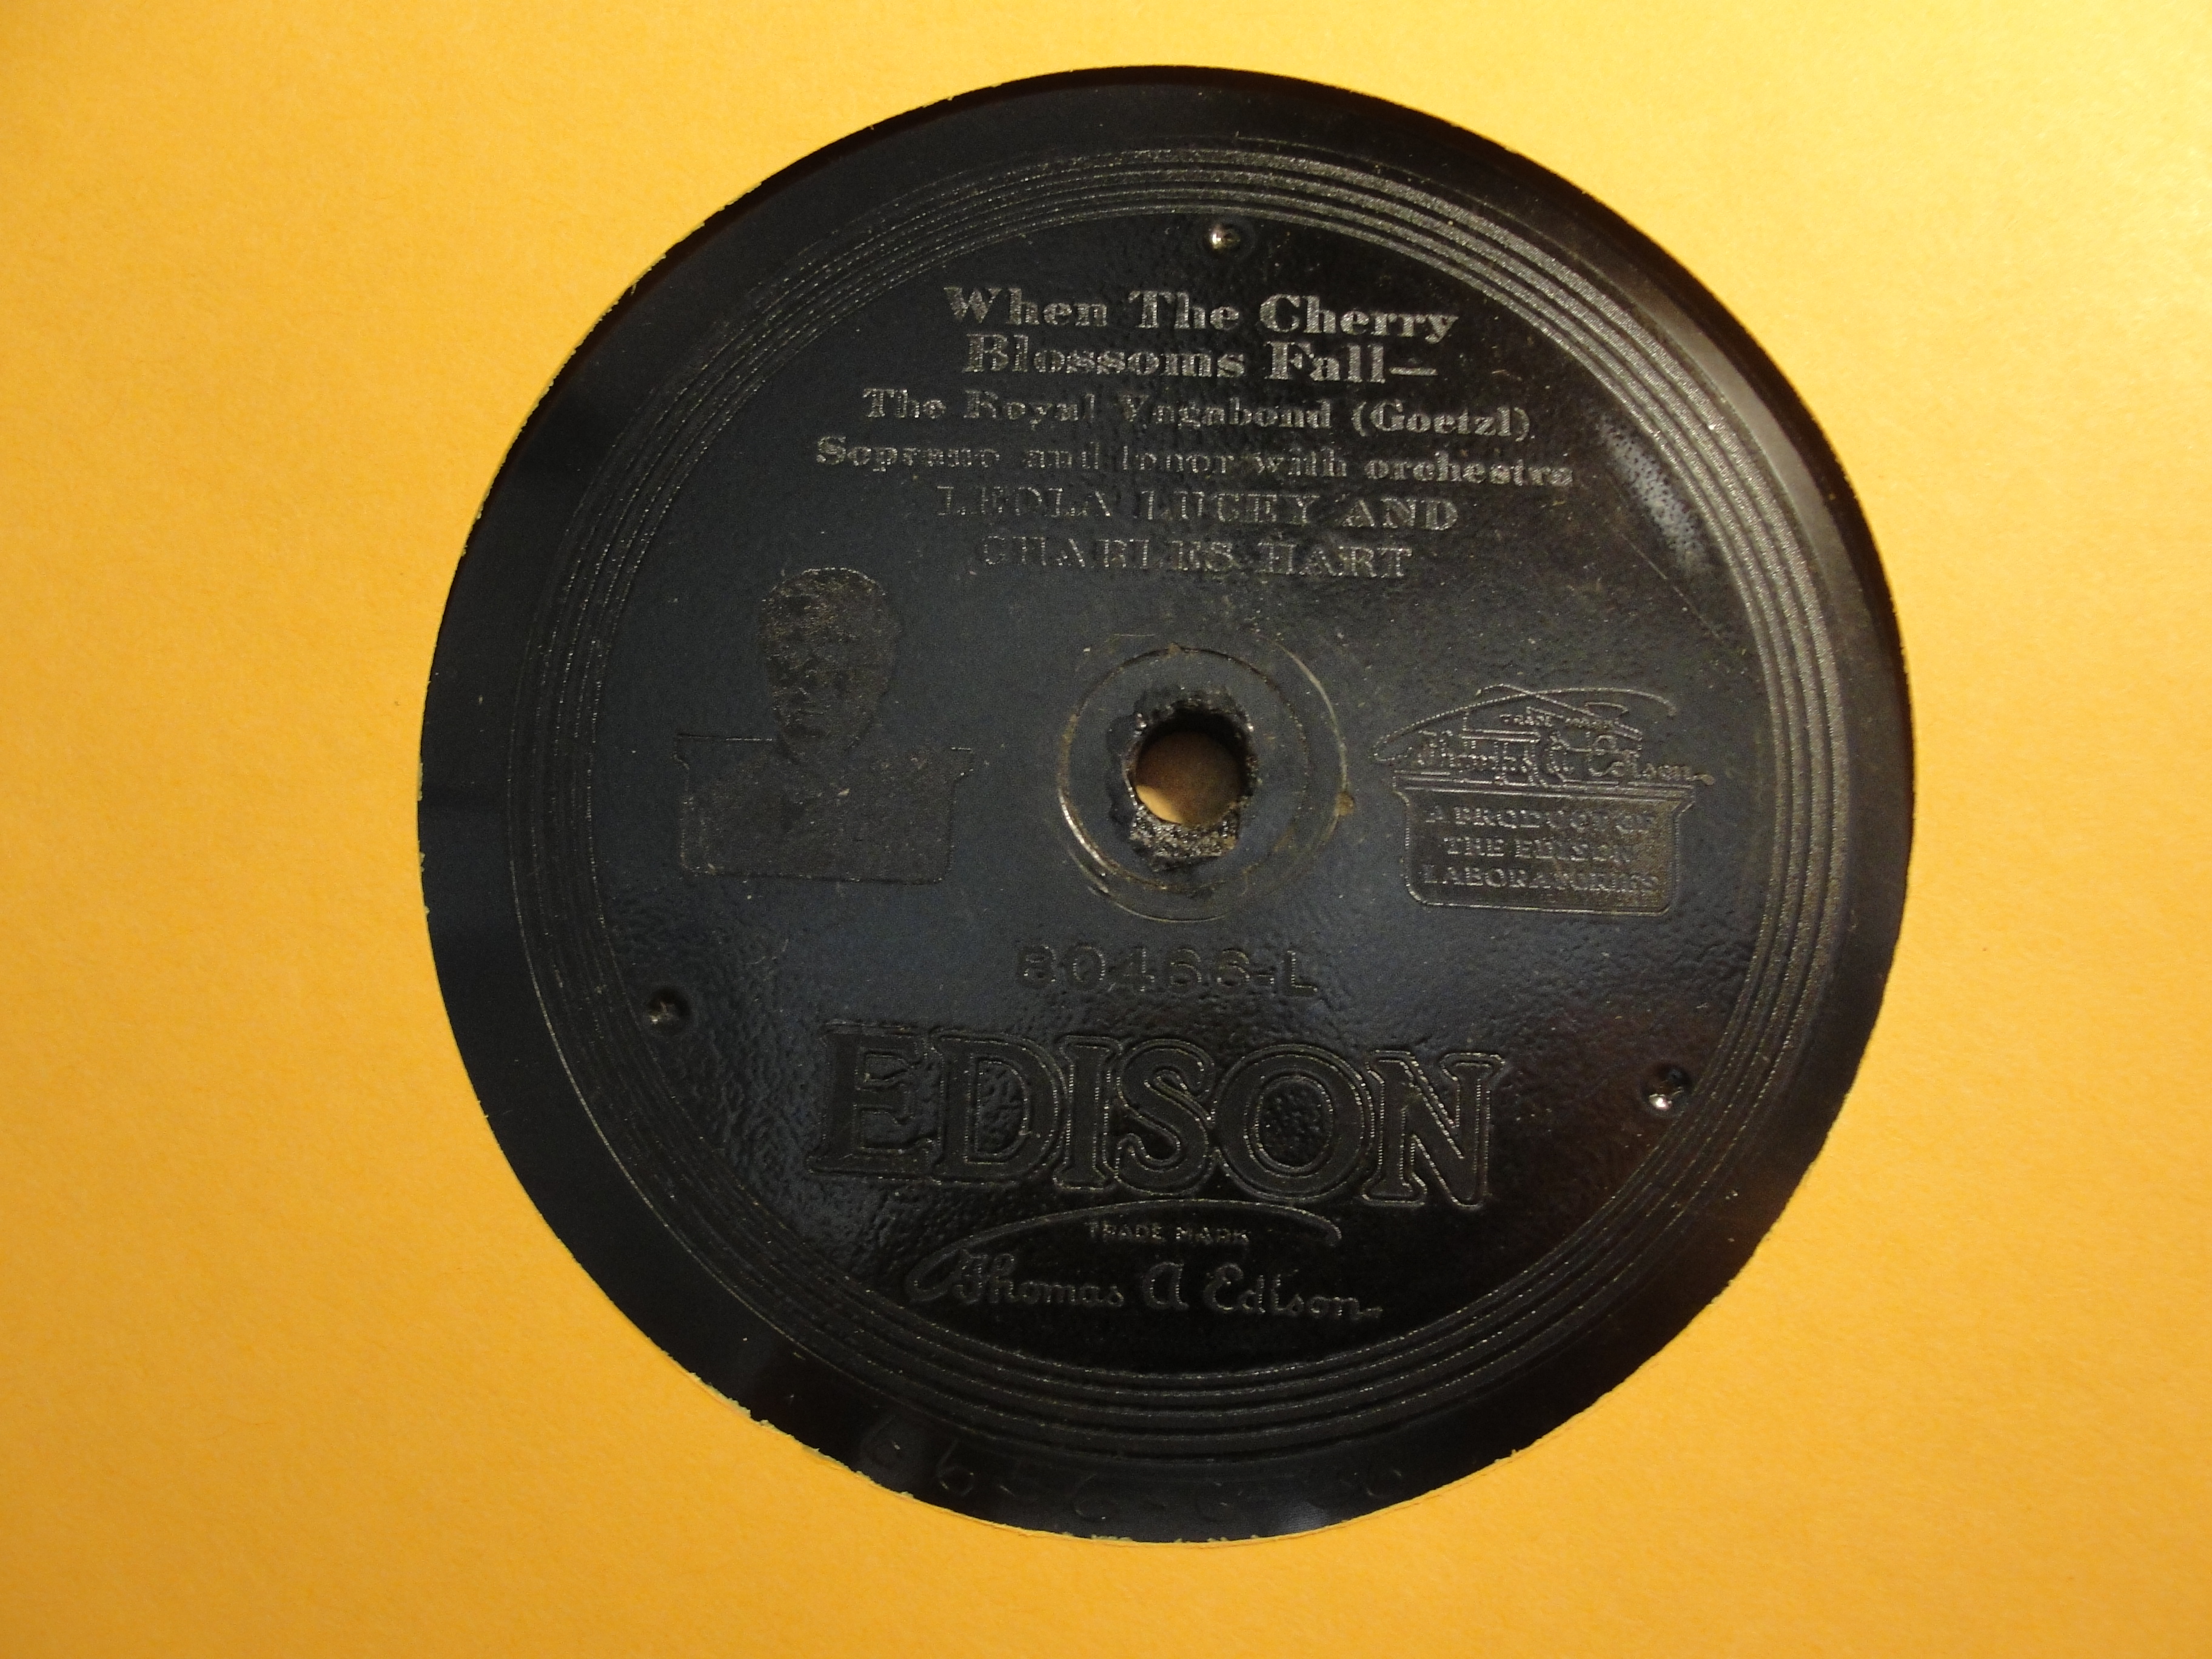 When The Cherry
Blossoms Fall—
The Royal Vagabond (Goetzl)
Soprano and tenor with orchestra
LEOLA LUCEY AND
CHARLES HART
TRADE MARK
Thomas A Edison
A PRODUCT OF
THE EDISON
LABORATORIES
80466-L
EDISON
TRADE MARK
Thomas A Edison